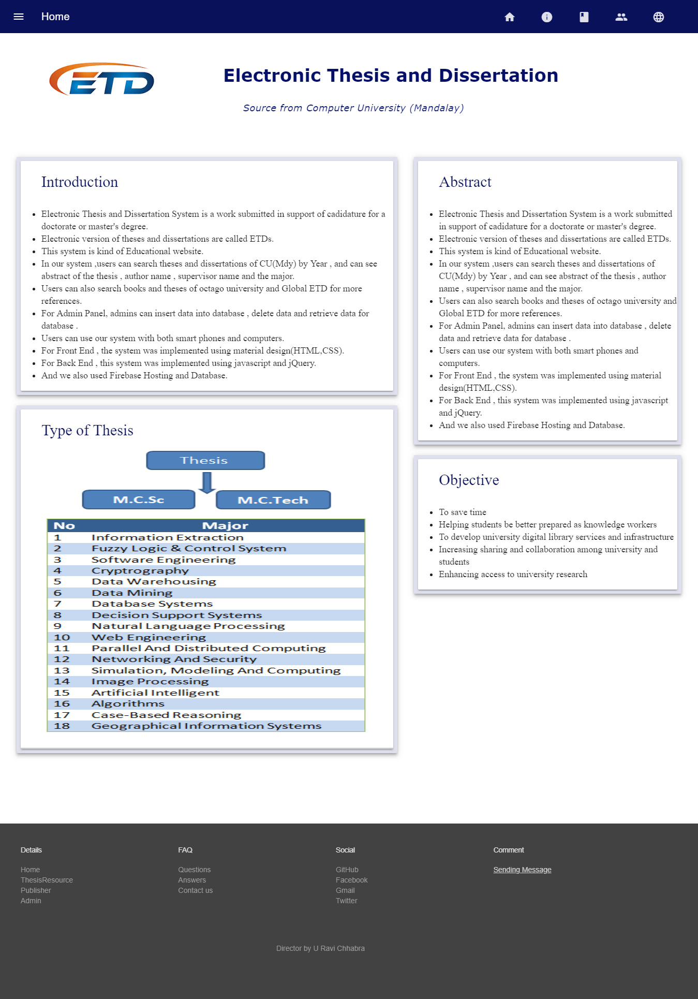 Home
ETD
Electronic Thesis and Dissertation
Source from Computer University (Mandalay)
Introduction
Electronic Thesis and Dissertation System is a work submitted in support of cadidature for a
doctorate or master's degree.
Electronic version of theses and dissertations are called ETDs.
This system is kind of Educational website.
In our system ,users can search theses and dissertations of CU(Mdy) by Year , and can see
abstract of the thesis , author name , supervisor name and the major.
Users can also search books and theses of octago university and Global ETD for more
references.
For Admin Panel, admins can insert data into database , delete data and retrieve data for
database .
Users can use our system with both smart phones and computers.
For Front End , the system was implemented using material design(HTML,CSS).
For Back End , this system was implemented using javascript and jQuery.
And we also used Firebase Hosting and Database.
Type of Thesis
Thesis
M.C.Sc
M.C.Tech
No Major
1 Information Extraction
2 Fuzzy Logic & Control System
3 Software Engineering
4 Cryptrography
5 Data Warehousing
6 Data Mining
7 Database Systems
8 Decision Support Systems
9 Natural Language Processing
10 Web Engineering
11 Parallel And Distributed Computing
12 Networking And Security
13 Simulation, Modeling And Computing
14 Image Processing
15 Artificial Intelligent
16 Algorithms
17 Case-Based Reasoning
18 Geographical Information Systems
Abstract
Electronic Thesis and Dissertation System is a work submitted
in support of cadidature for a doctorate or master's degree.
Electronic version of theses and dissertations are called ETDs.
This system is kind of Educational website.
In our system ,users can search theses and dissertations of
CU(Mdy) by Year , and can see abstract of the thesis , author
name , supervisor name and the major.
Users can also search books and theses of octago university and
Global ETD for more references.
For Admin Panel, admins can insert data into database , delete
data and retrieve data for database .
Users can use our system with both smart phones and
computers.
For Front End , the system was implemented using material
design(HTML,CSS).
For Back End , this system was implemented using javascript
and jQuery.
And we also used Firebase Hosting and Database.
Objective
To save time
Helping students be better prepared as knowledge workers
To develop university digital library services and infrastructure
Increasing sharing and collaboration among university and
students
Enhancing access to university research
Details
Home
ThesisResource
Publisher
Admin
FAQ
Questions
Answers
Contact us
Social
GitHub
Facebook
Gmail
Twitter
Comment
Sending Message
Director by U Ravi Chhabra